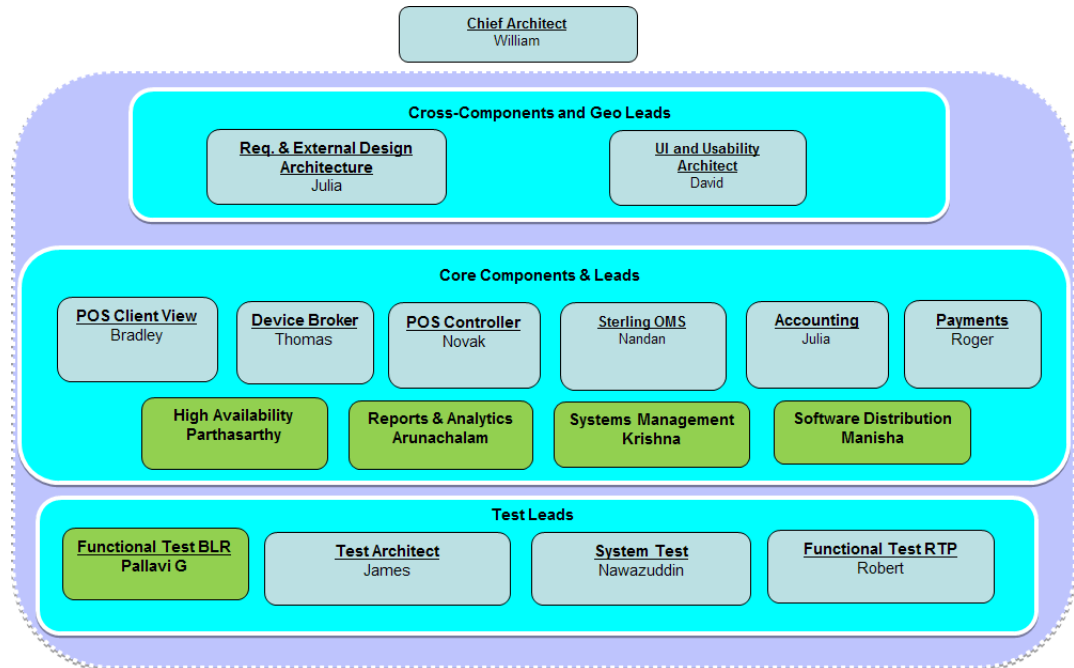 Chief Architect
William
Cross-Components and Geo Leads
Req. & External Design
Architecture
Julia
UI and Usability
Architect
David
Core Components & Leads
POS Client View
Bradley
Device Broker
Thomas
POS Controller
Novak
Sterling OMS
Nandan
Accounting
Julia
Payments
Roger
High Availability
Parthasarthy
Reports & Analytics
Arunachalam
Systems Management
Krishna
Software Distribution
Manisha
Test Leads
Functional Test BLR
Pallavi G
Test Architect
James
System Test
Nawazuddin
Functional Test RTP
Robert